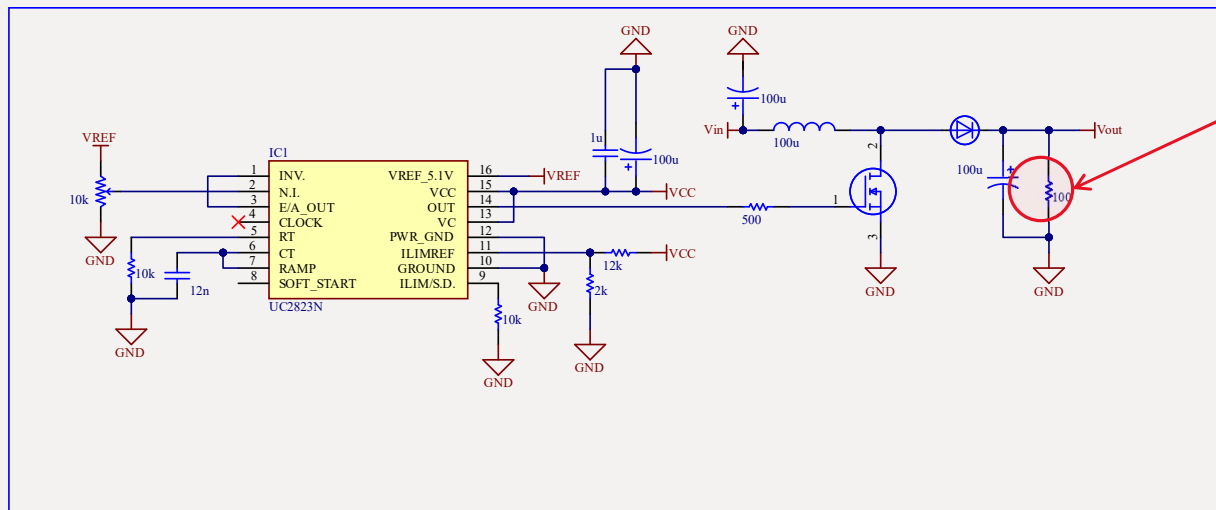 GND
GND
100u
Vin
100u
Vout
2
1
3
500
100u
100
GND
GND
1u
100u
VREF
10k
GND
IC1
1 INV. VREF_5.1V 16 VREF
2 N.I. VCC 15 VCC
3 E/A_OUT OUT 14
4 CLOCK VC 13
5 RT PWR_GND 12
6 CT ILIMREF 11 VCC
7 RAMP GROUND 10
8 SOFT_START ILIM/S.D. 9
UC2823N
10k
12n
GND
12k
2k
GND
10k
GND
GND